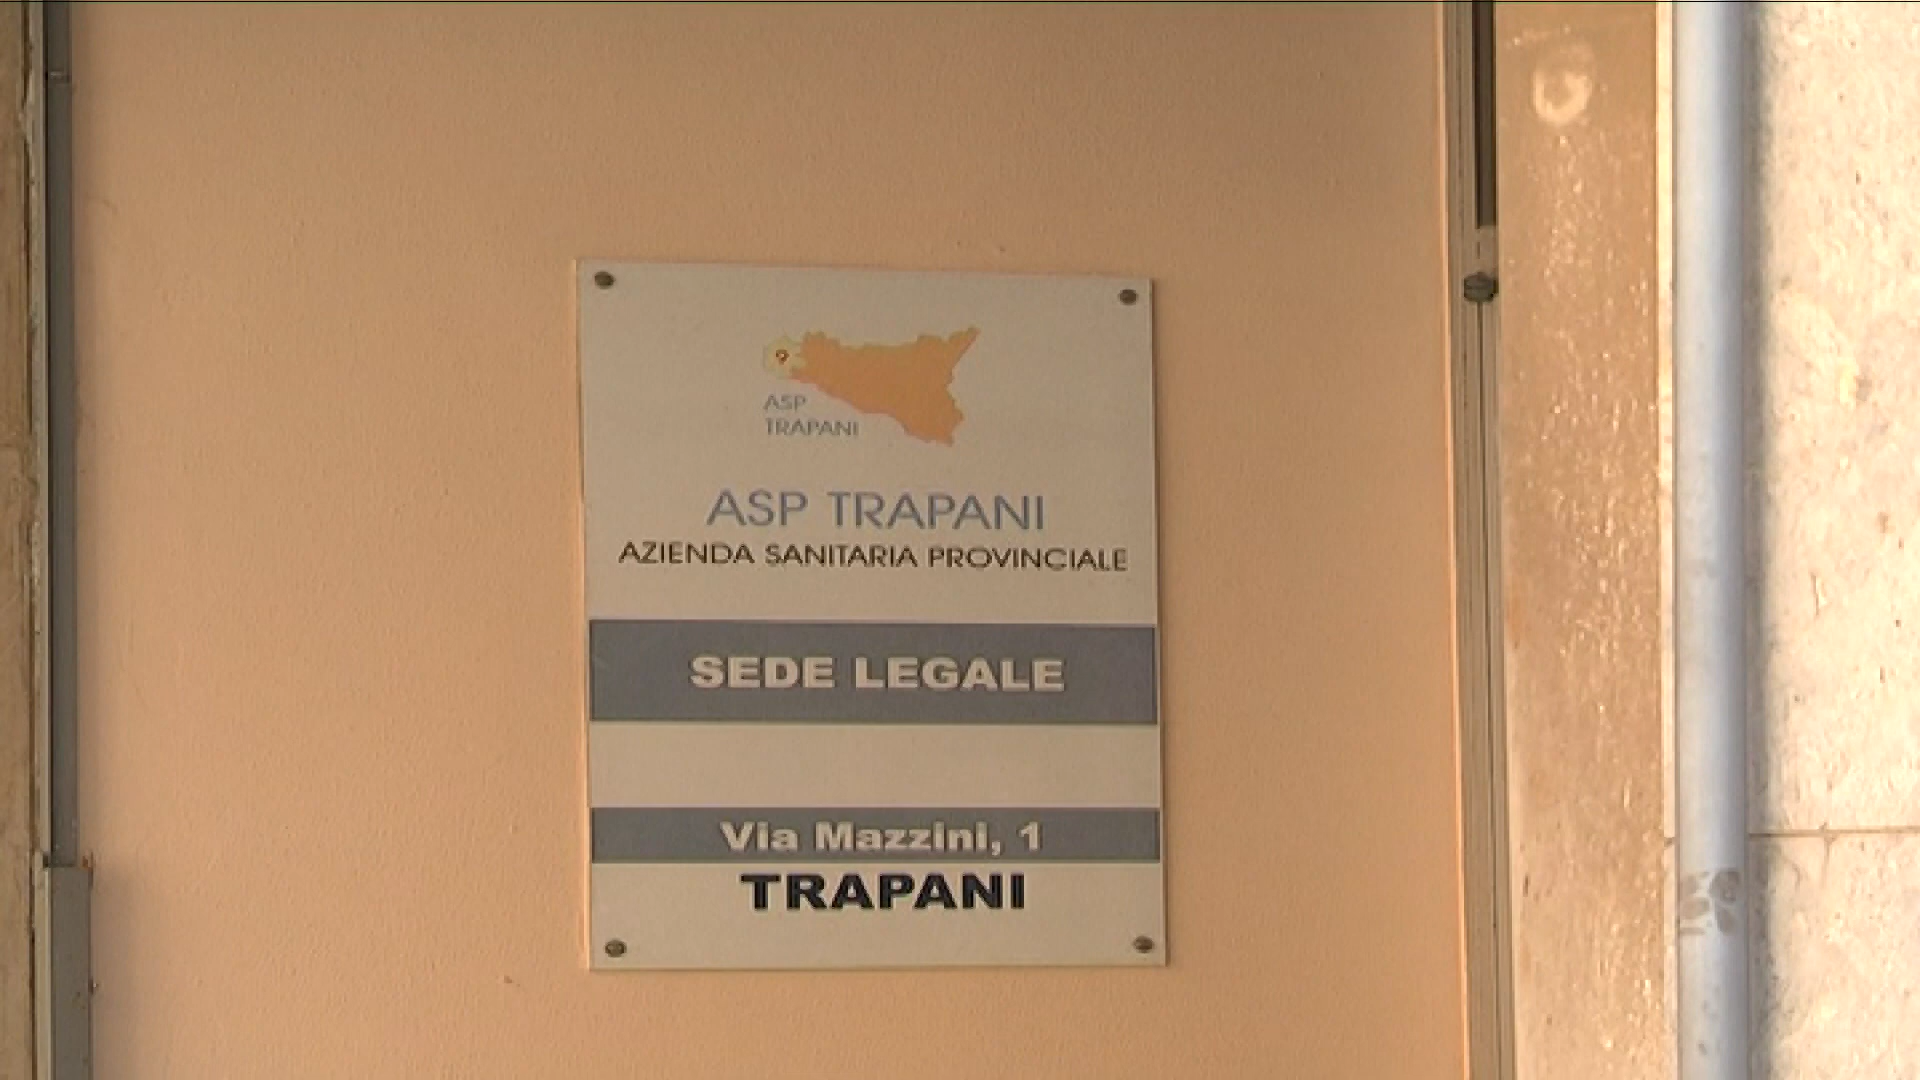 ASP
TRAPANI
ASP TRAPANI
AZIENDA SANITARIA PROVINCIALE
SEDE LEGALE
Via Mazzini, 1
TRAPANI